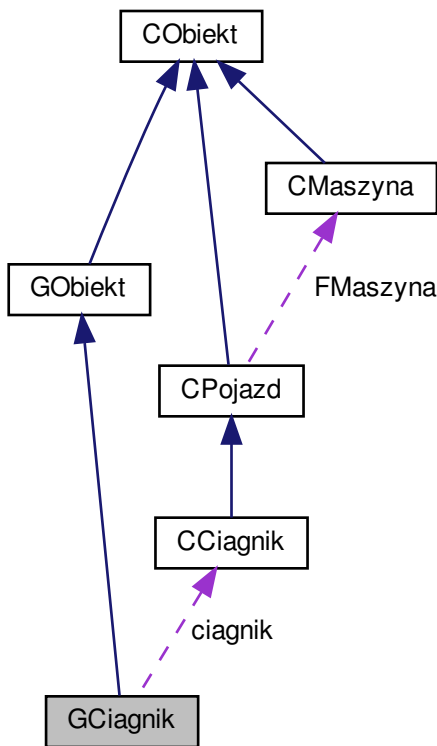 CObiekt
CMaszyna
GObiekt
FMaszyna
CPojazd
CCiagnik
ciagnik
GCiagnik